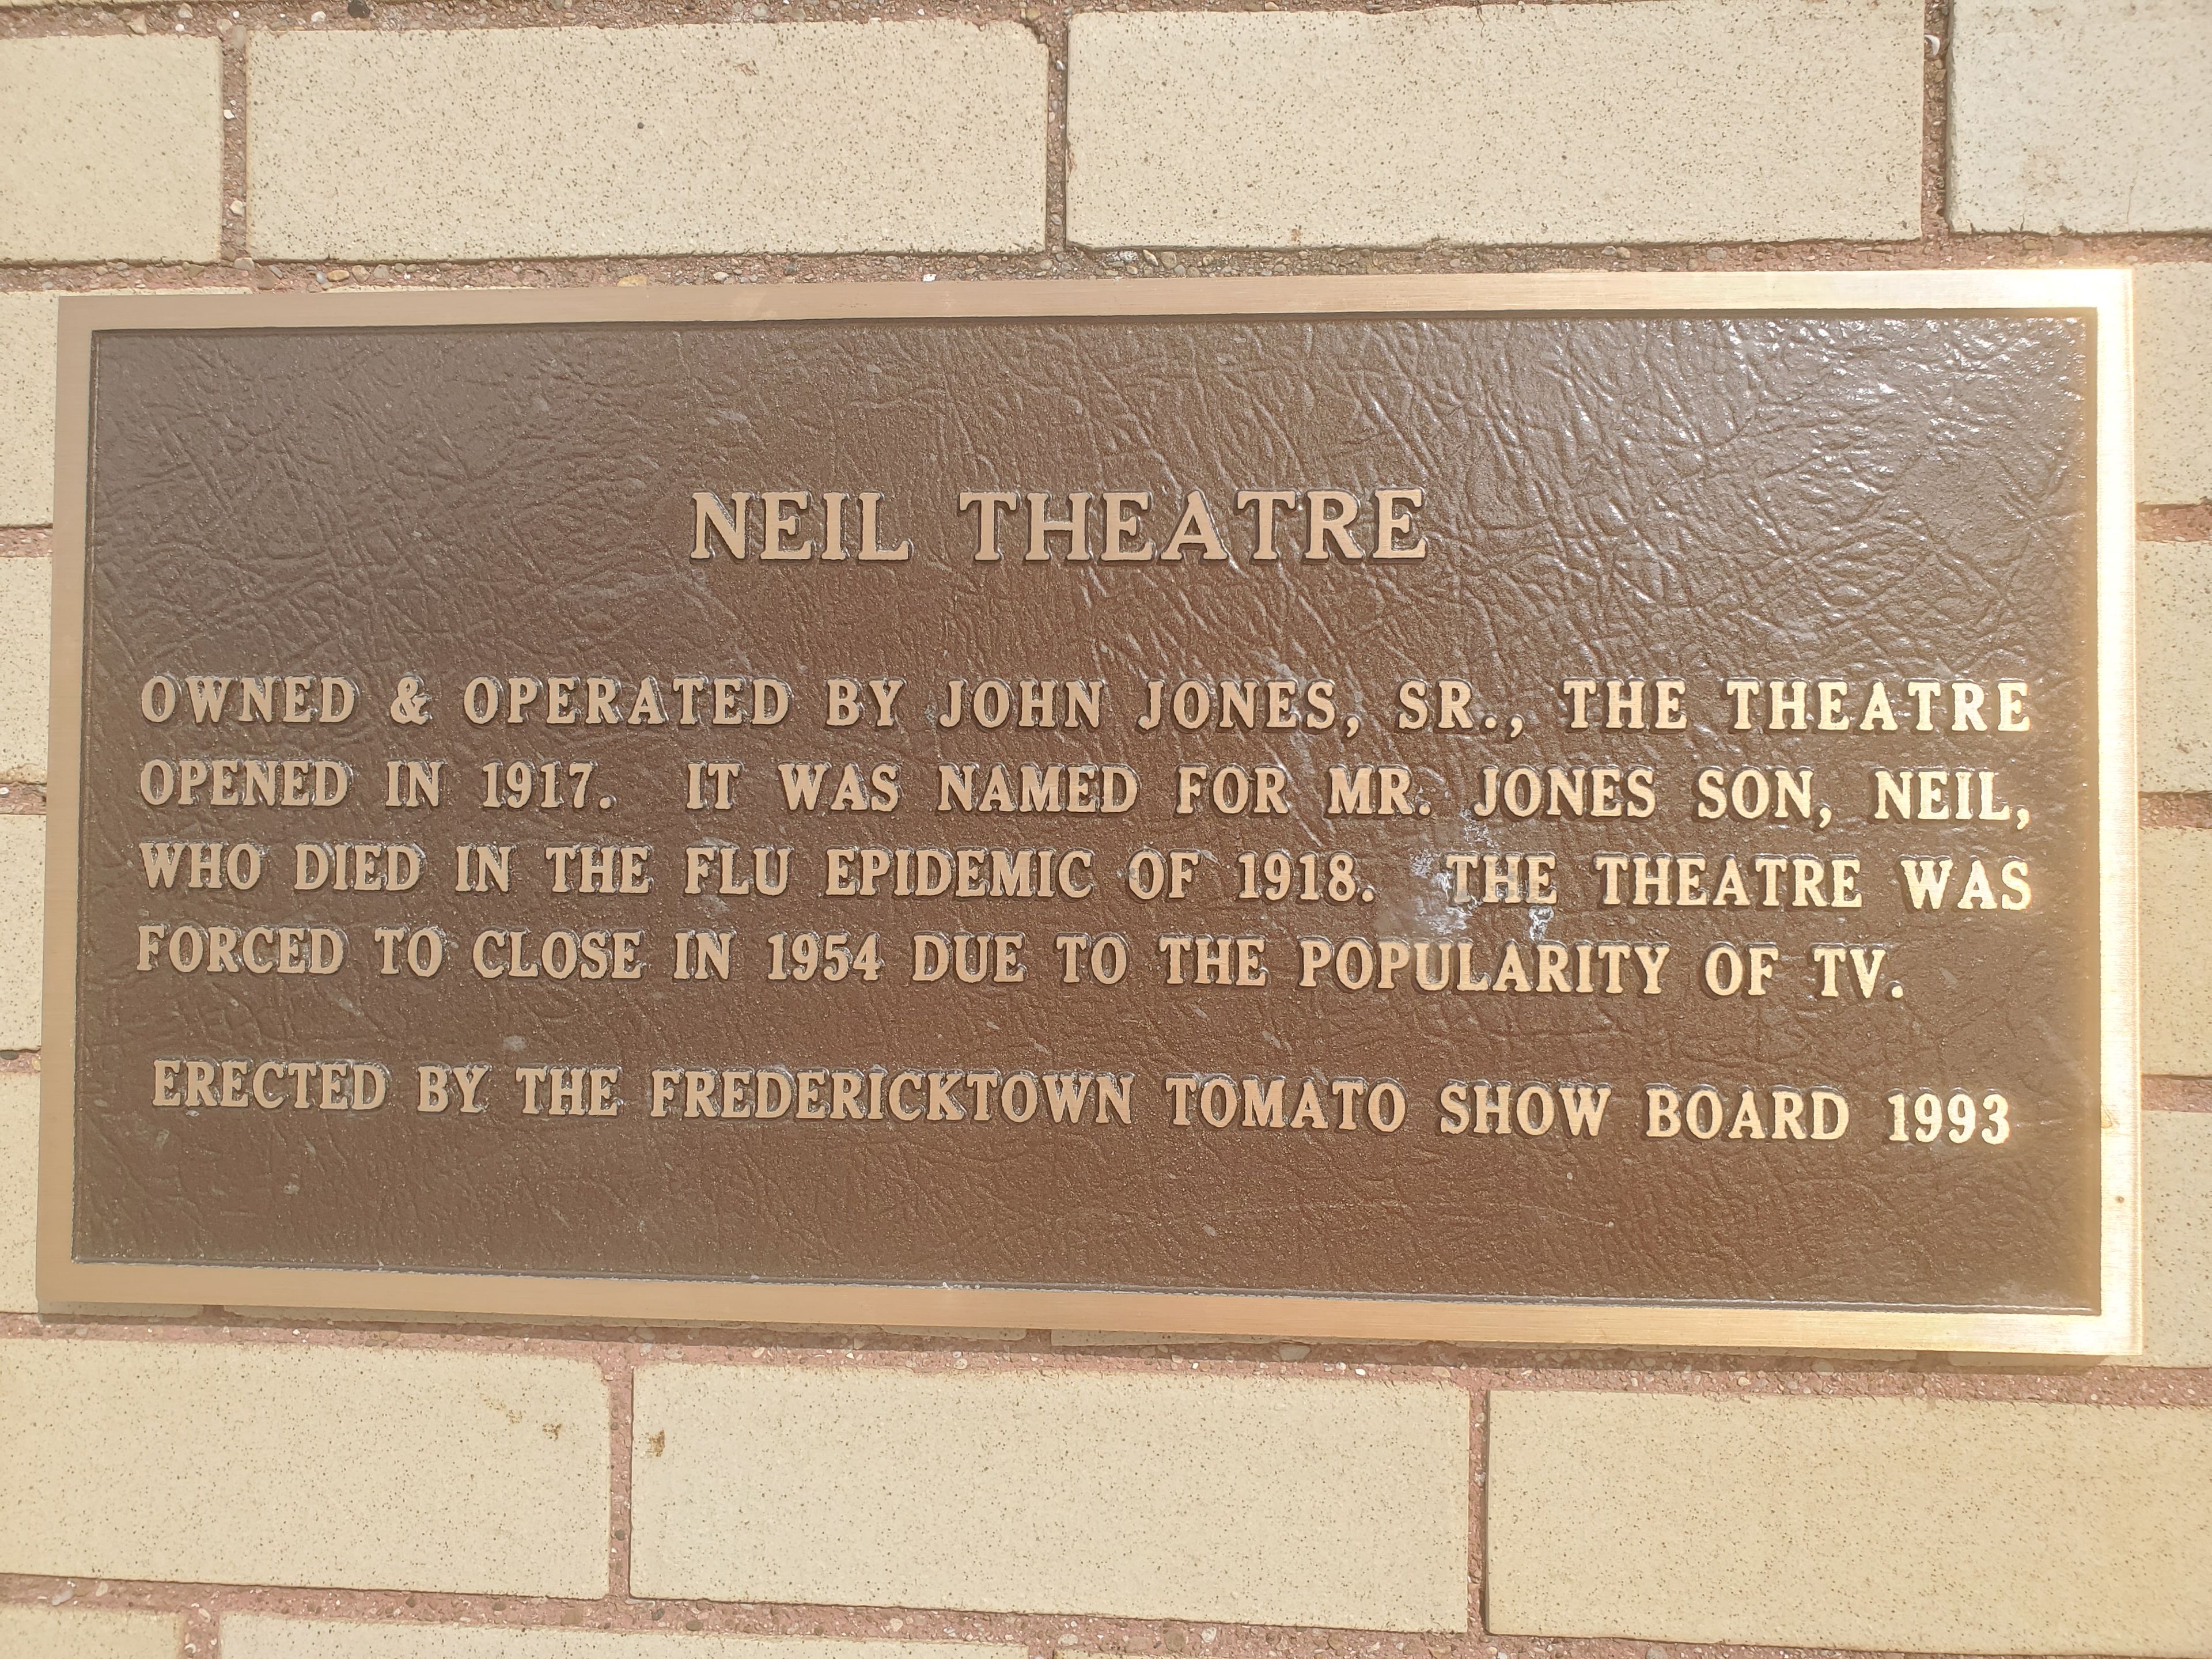 NEIL THEATRE
OWNED & OPERATED BY JOHN JONES, SR., THE THEATRE
OPENED IN 1917. IT WAS NAMED FOR MR. JONES SON, NEIL,
WHO DIED IN THE FLU EPIDEMIC OF 1918. THE THEATRE WAS
FORCED TO CLOSE IN 1954 DUE TO THE POPULARITY OF TV.
ERECTED BY THE FREDERICKTOWN TOMATO SHOW BOARD 1993